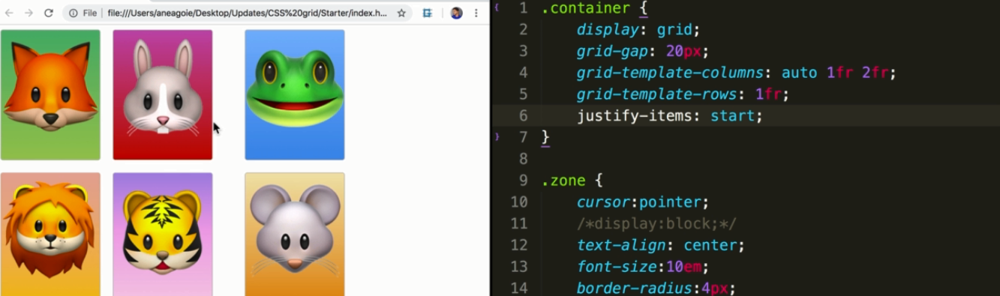 File | file:///Users/aneagoie/Desktop/Updates/CSS%20grid/Starter/index.h...
1 .container {
2 display: grid;
3 grid-gap: 20px;
4 grid-template-columns: auto 1fr 2fr;
5 grid-template-rows: 1fr;
6 justify-items: start;
7 }
8
9 .zone {
10 cursor:pointer;
11 /*display:block;*/
12 text-align: center;
13 font-size:10em;
14 border-radius:4px;